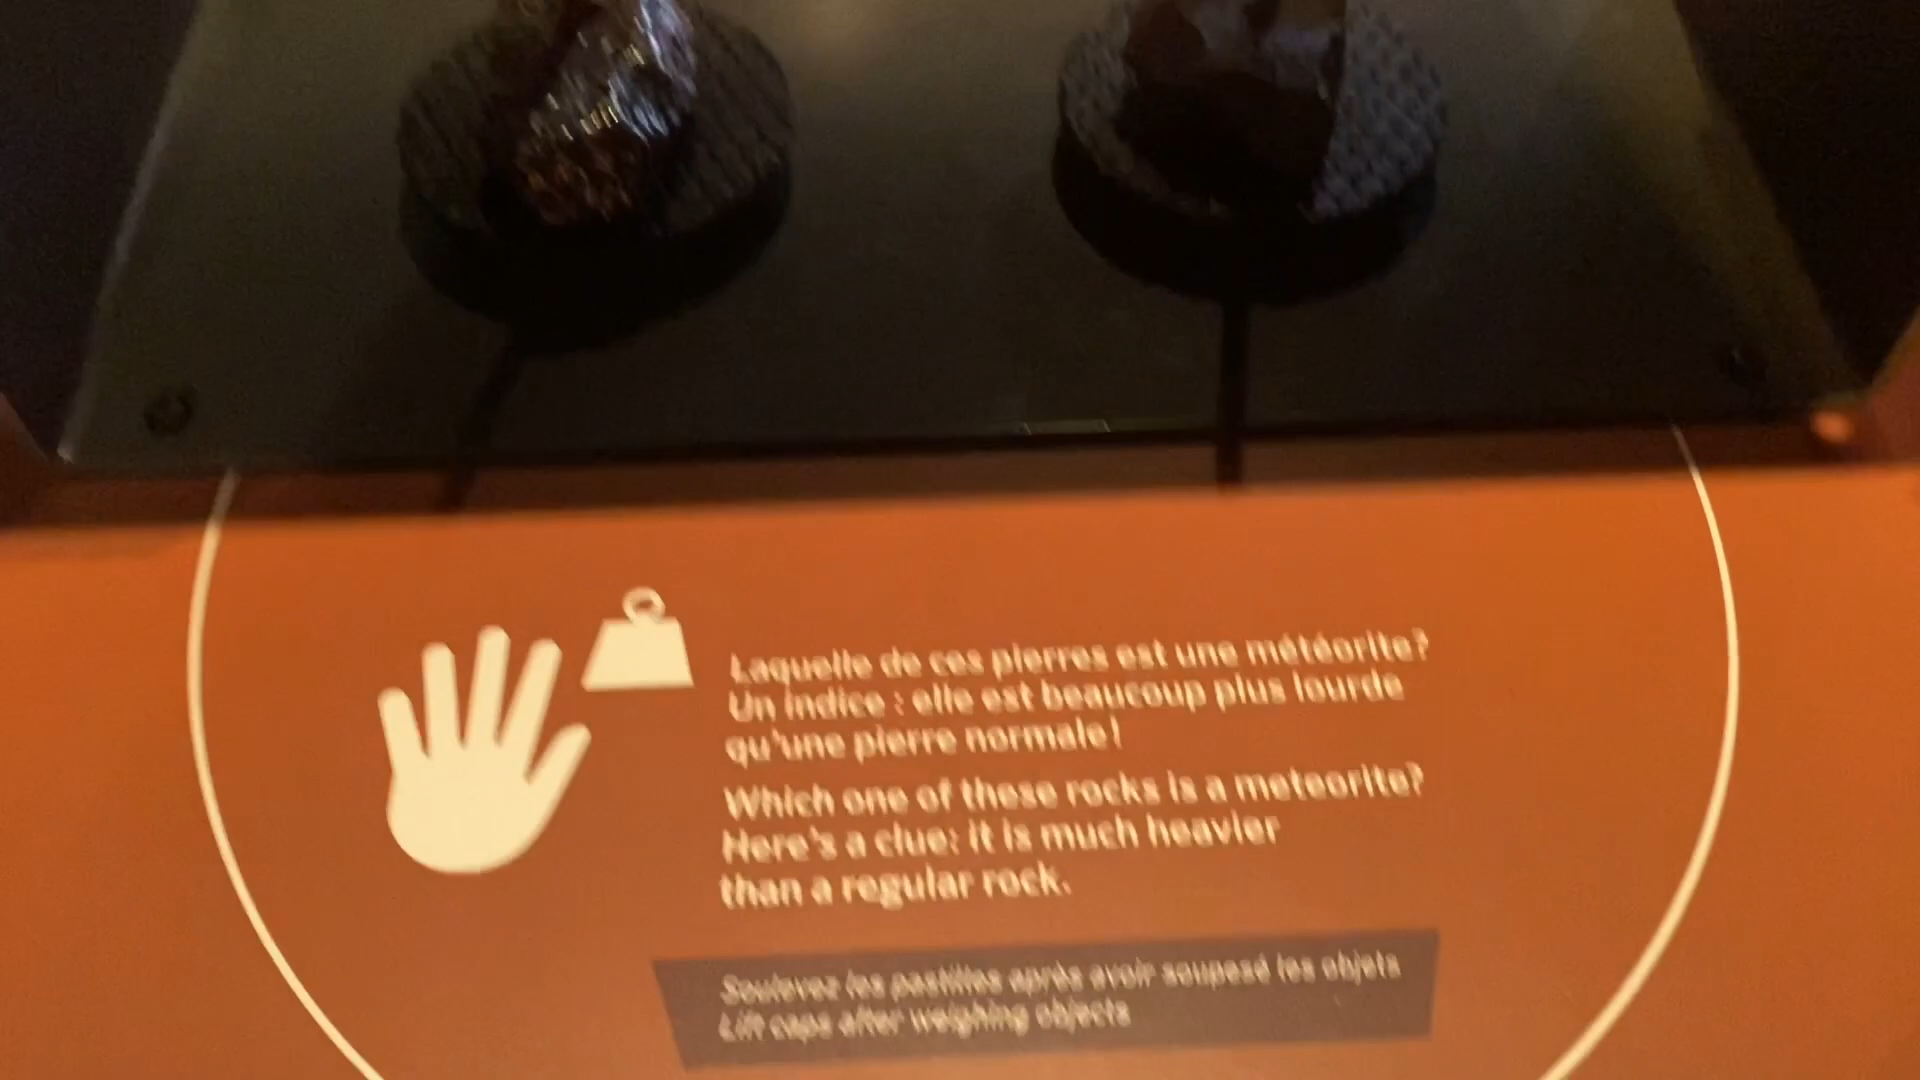 Laquelle de ces pierres est une météorite?
Un indice : elle est beaucoup plus lourde
qu'une pierre normale!
Which one of these rocks is a meteorite?
Here's a clue: it is much heavier
than a regular rock.
Soulevez les pastilles après avoir soupesé les objets
Lift caps after weighing objects